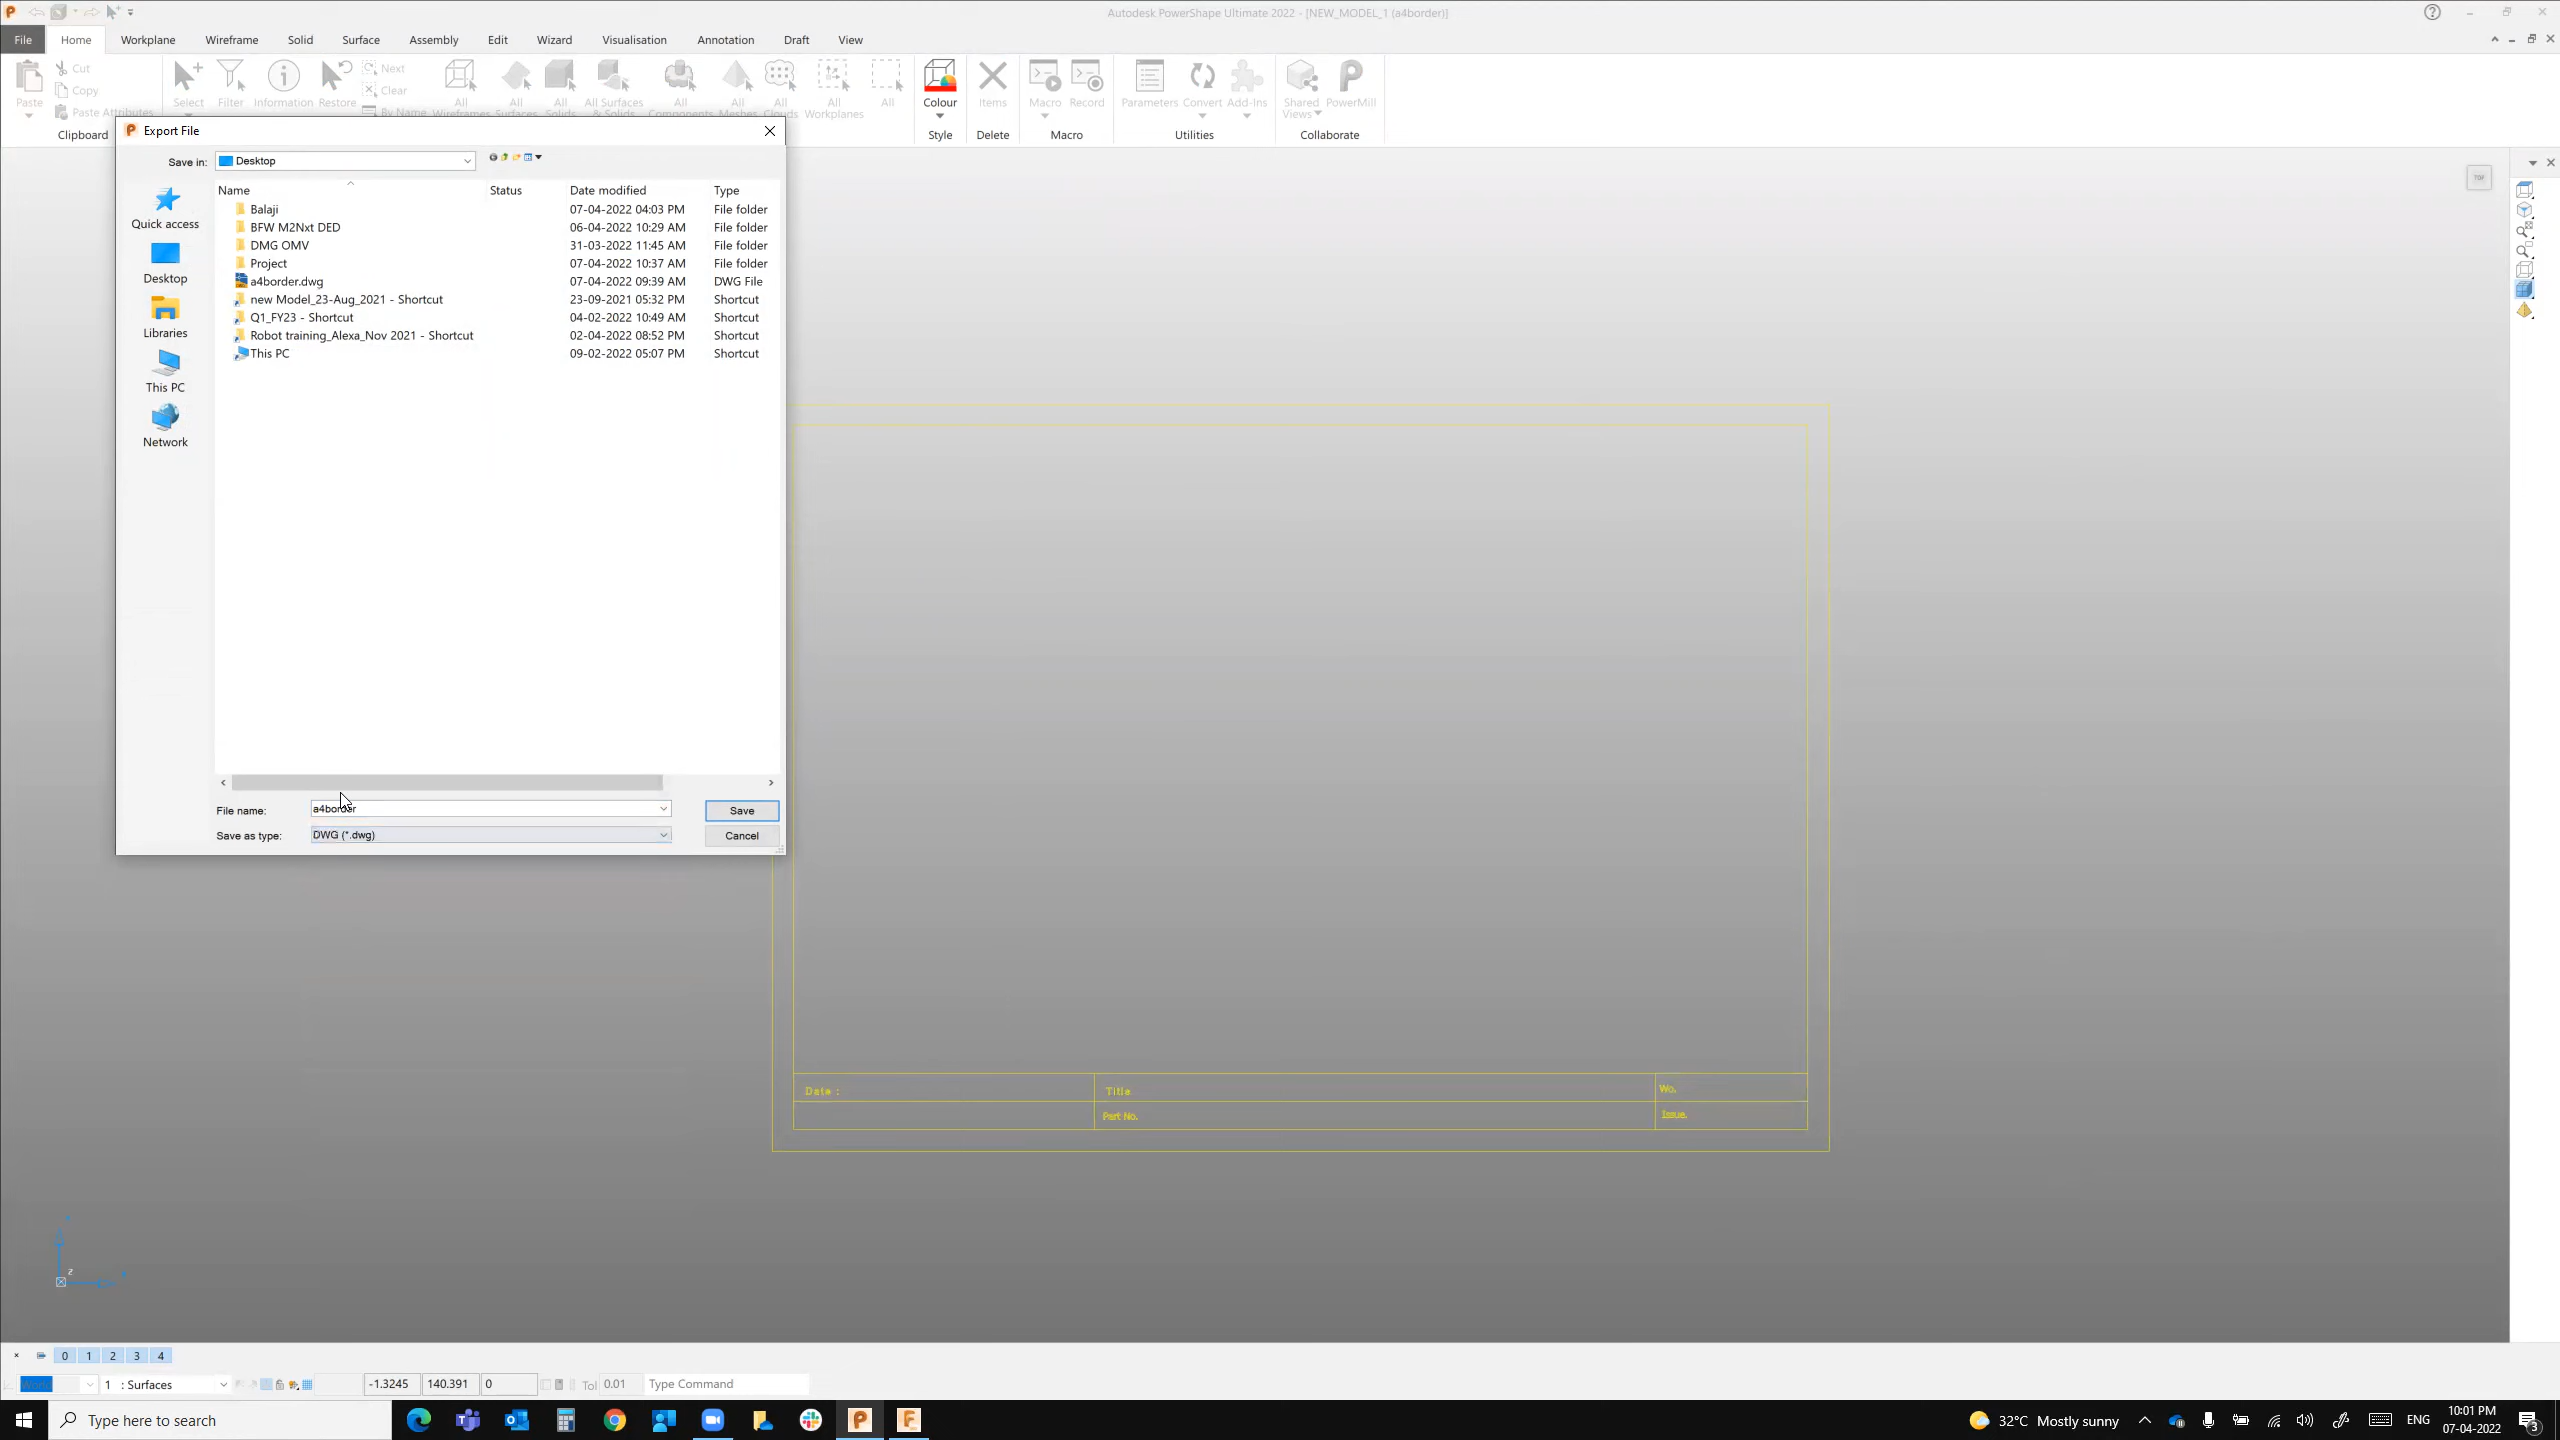 Autodesk PowerShape Ultimate 2022 - [NEW_MODEL_1 (a4border)]
File Home Workplane Wireframe Solid Surface Assembly Edit Wizard Visualisation Annotation Draft View
Paste Cut Copy Paste Attributes
Clipboard
Select Filter Information Restore Next Clear By Name
All Wireframes All Surfaces All Solids All Surfaces & Solids All Components All Meshes All Clouds All Workplanes All
Colour Items Macro Record Parameters Convert Add-Ins Shared Views PowerMill
Style Delete Macro Utilities Collaborate
Export File
Save in: Desktop
Name Status Date modified Type
Balaji 07-04-2022 04:03 PM File folder
BFW M2Nxt DED 06-04-2022 10:29 AM File folder
DMG OMV 31-03-2022 11:45 AM File folder
Project 07-04-2022 10:37 AM File folder
a4border.dwg 07-04-2022 09:39 AM DWG File
new Model_23-Aug_2021 - Shortcut 23-09-2021 05:32 PM Shortcut
Q1_FY23 - Shortcut 04-02-2022 10:49 AM Shortcut
Robot training_Alexa_Nov 2021 - Shortcut 02-04-2022 08:52 PM Shortcut
This PC 09-02-2022 05:07 PM Shortcut
Quick access
Desktop
Libraries
This PC
Network
File name: a4border Save
Save as type: DWG (*.dwg) Cancel
TOP
Date : Title Wo.
Part No. Issue.
Z
0 1 2 3 4
World 1 : Surfaces -1.3245 140.391 0 Tol 0.01 Type Command
Type here to search
32°C Mostly sunny ENG 10:01 PM
07-04-2022
3